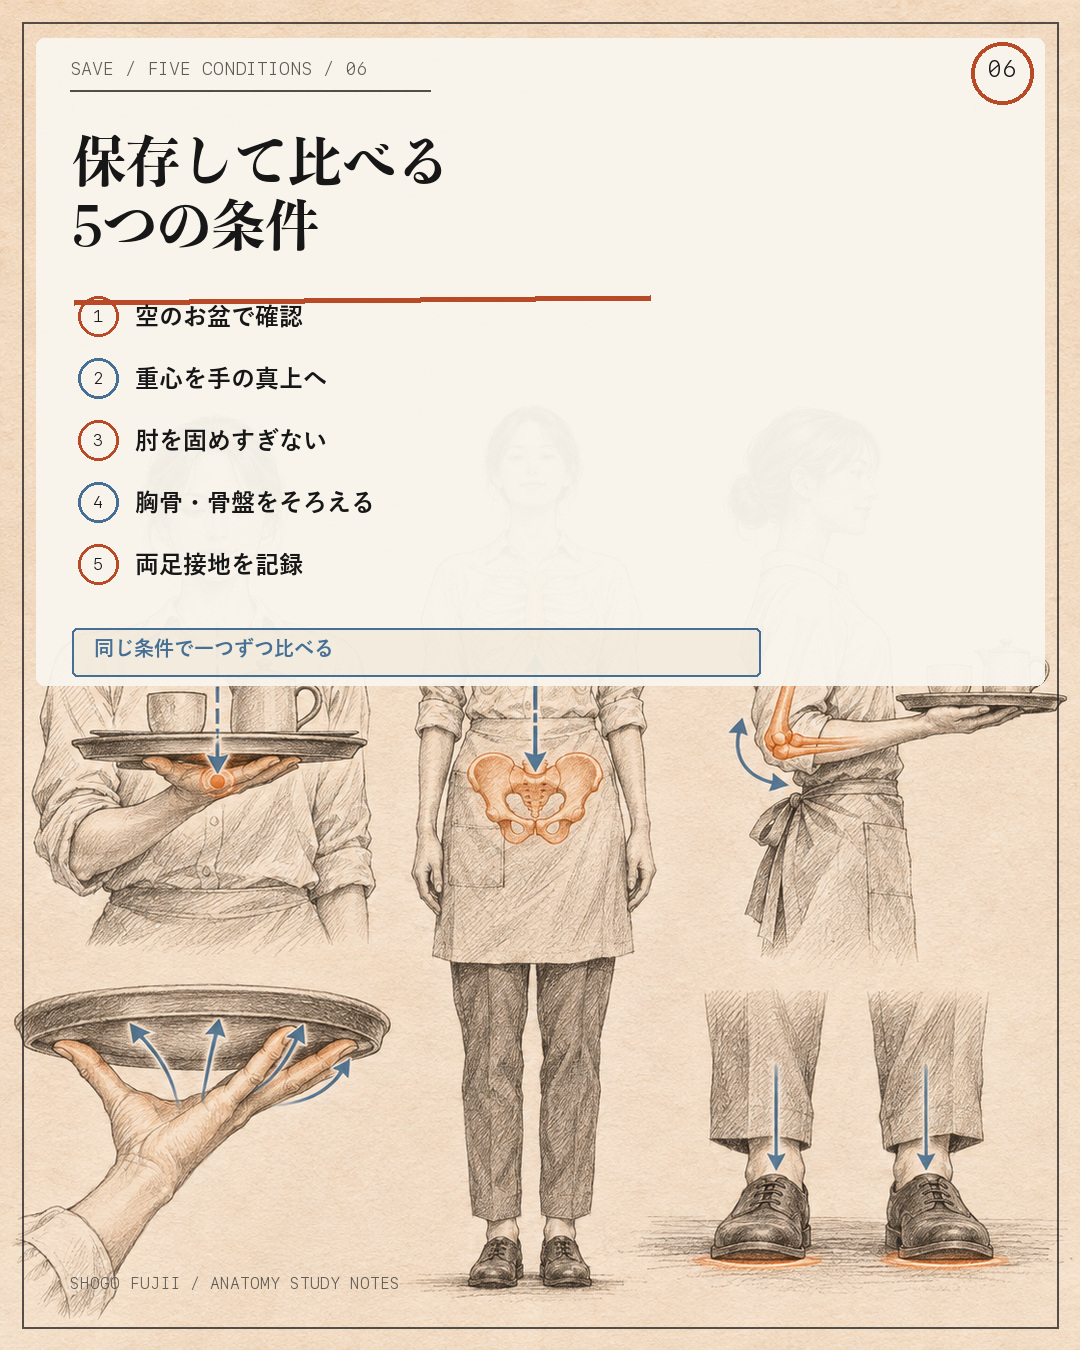 SAVE / FIVE CONDITIONS / 06
06
保存して比べる
5つの条件
1 空のお盆で確認
2 重心を手の真上へ
3 肘を固めすぎない
4 胸骨・骨盤をそろえる
5 両足接地を記録
同じ条件で一つずつ比べる
SHOGO FUJII / ANATOMY STUDY NOTES